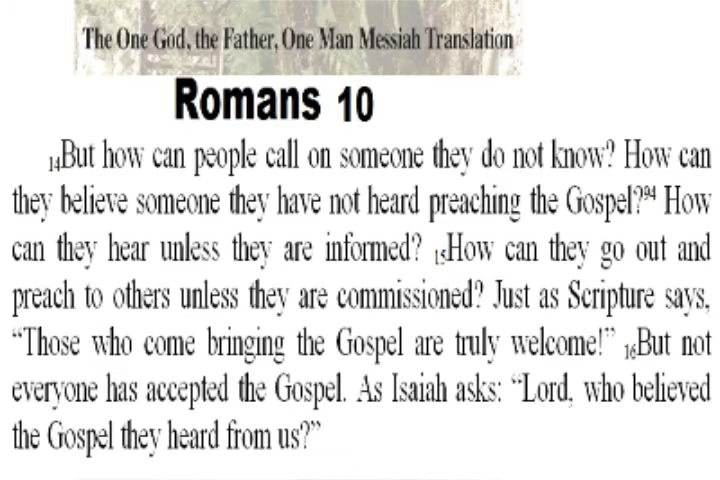 The One God, the Father, One Man Messiah Translation
Romans 10
14But how can people call on someone they do not know? How can
they believe someone they have not heard preaching the Gospel?94 How
can they hear unless they are informed? 15How can they go out and
preach to others unless they are commissioned? Just as Scripture says,
“Those who come bringing the Gospel are truly welcome!” 16But not
everyone has accepted the Gospel. As Isaiah asks: “Lord, who believed
the Gospel they heard from us?”